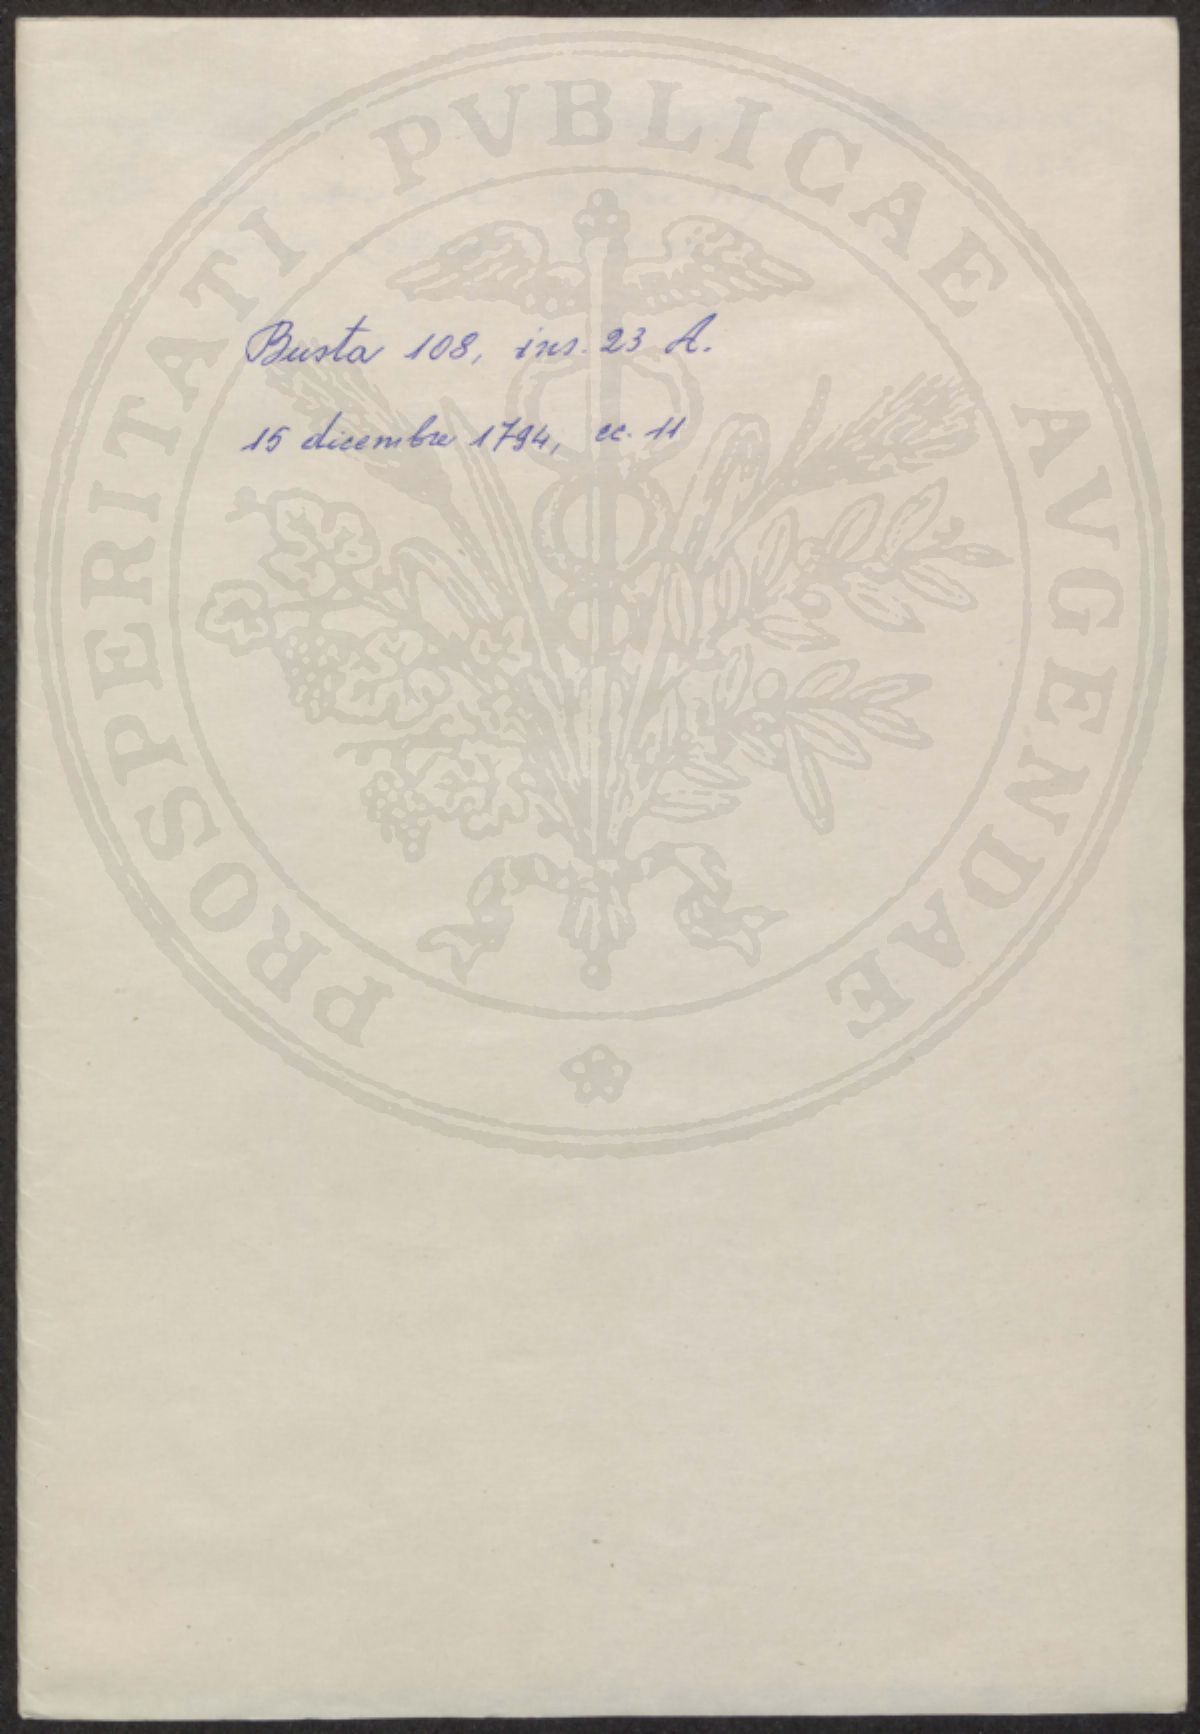 Busta 108, ins. 23 A.
15 dicembre 1794, cc. 11
PROSPERITATI PVBLICAE AVGENDAE